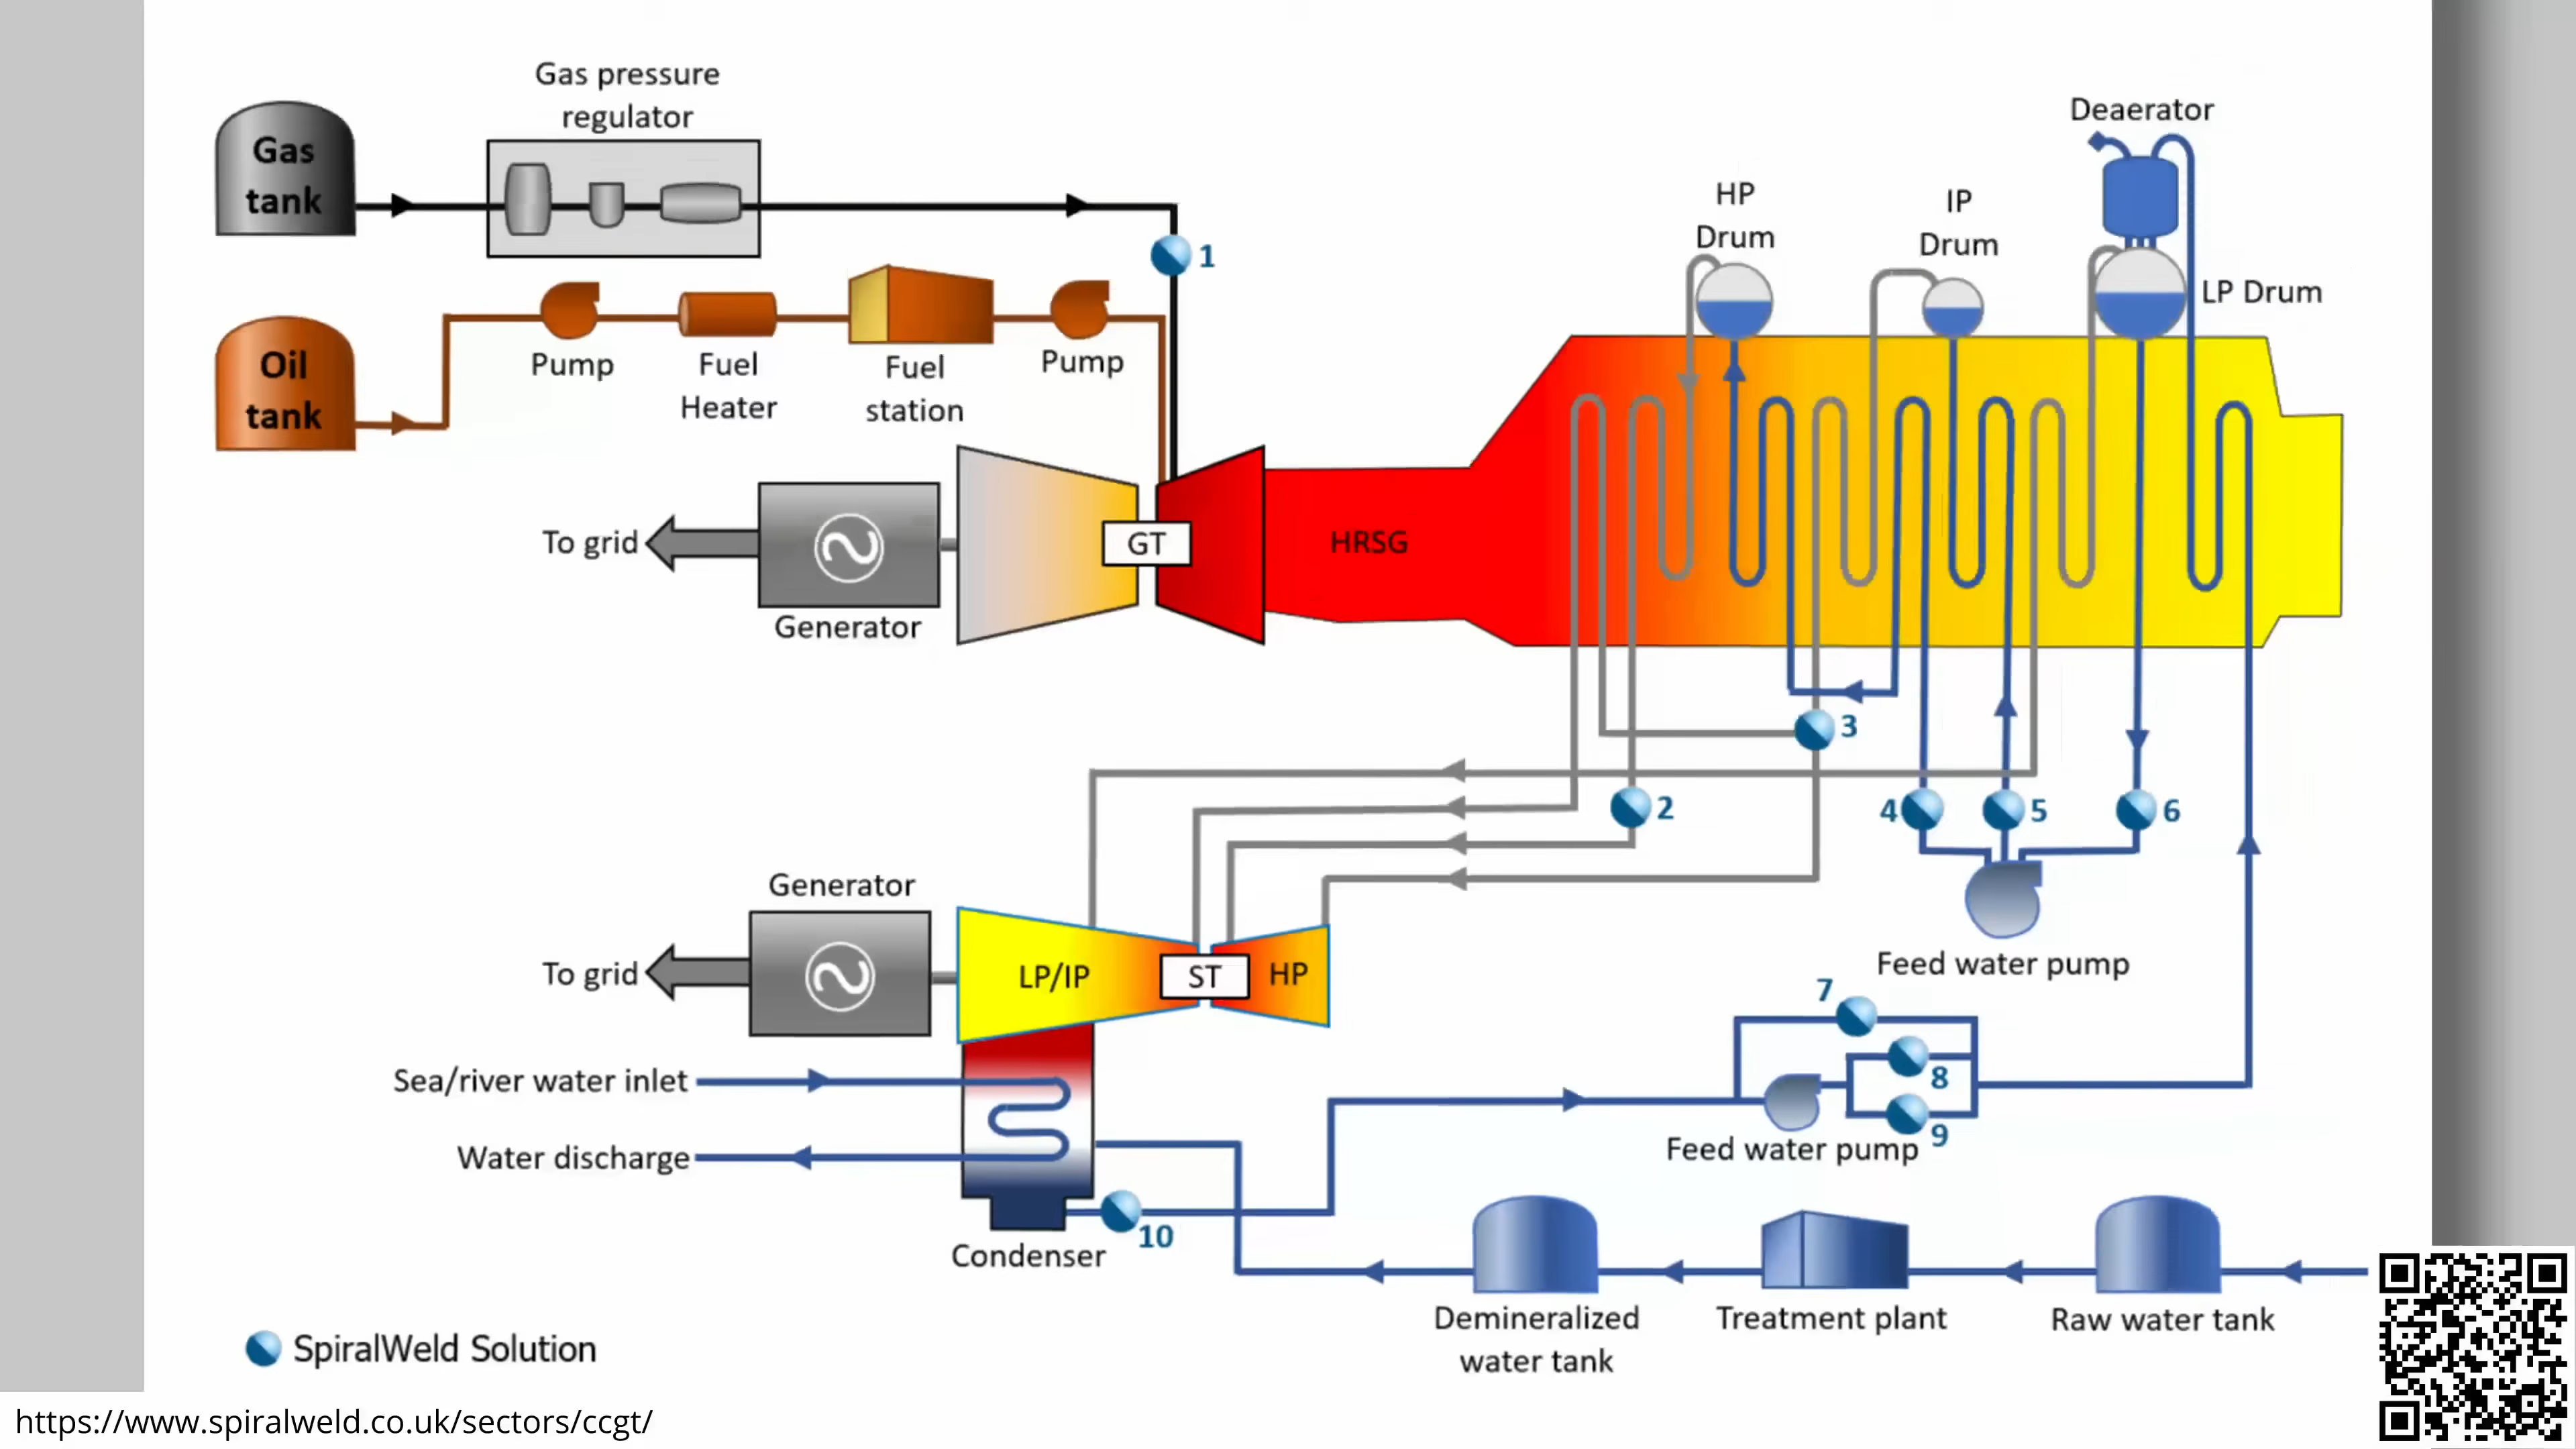 Gas pressure
regulator
Gas
tank
Deaerator
HP
Drum
IP
Drum
LP Drum
1
Oil
tank
Pump
Fuel
Heater
Fuel
station
Pump
To grid
Generator
GT
HRSG
3
2
4
5
6
Feed water pump
Generator
To grid
LP/IP
ST
HP
7
8
9
Feed water pump
Sea/river water inlet
Water discharge
Condenser
10
Demineralized
water tank
Treatment plant
Raw water tank
SpiralWeld Solution
https://www.spiralweld.co.uk/sectors/ccgt/